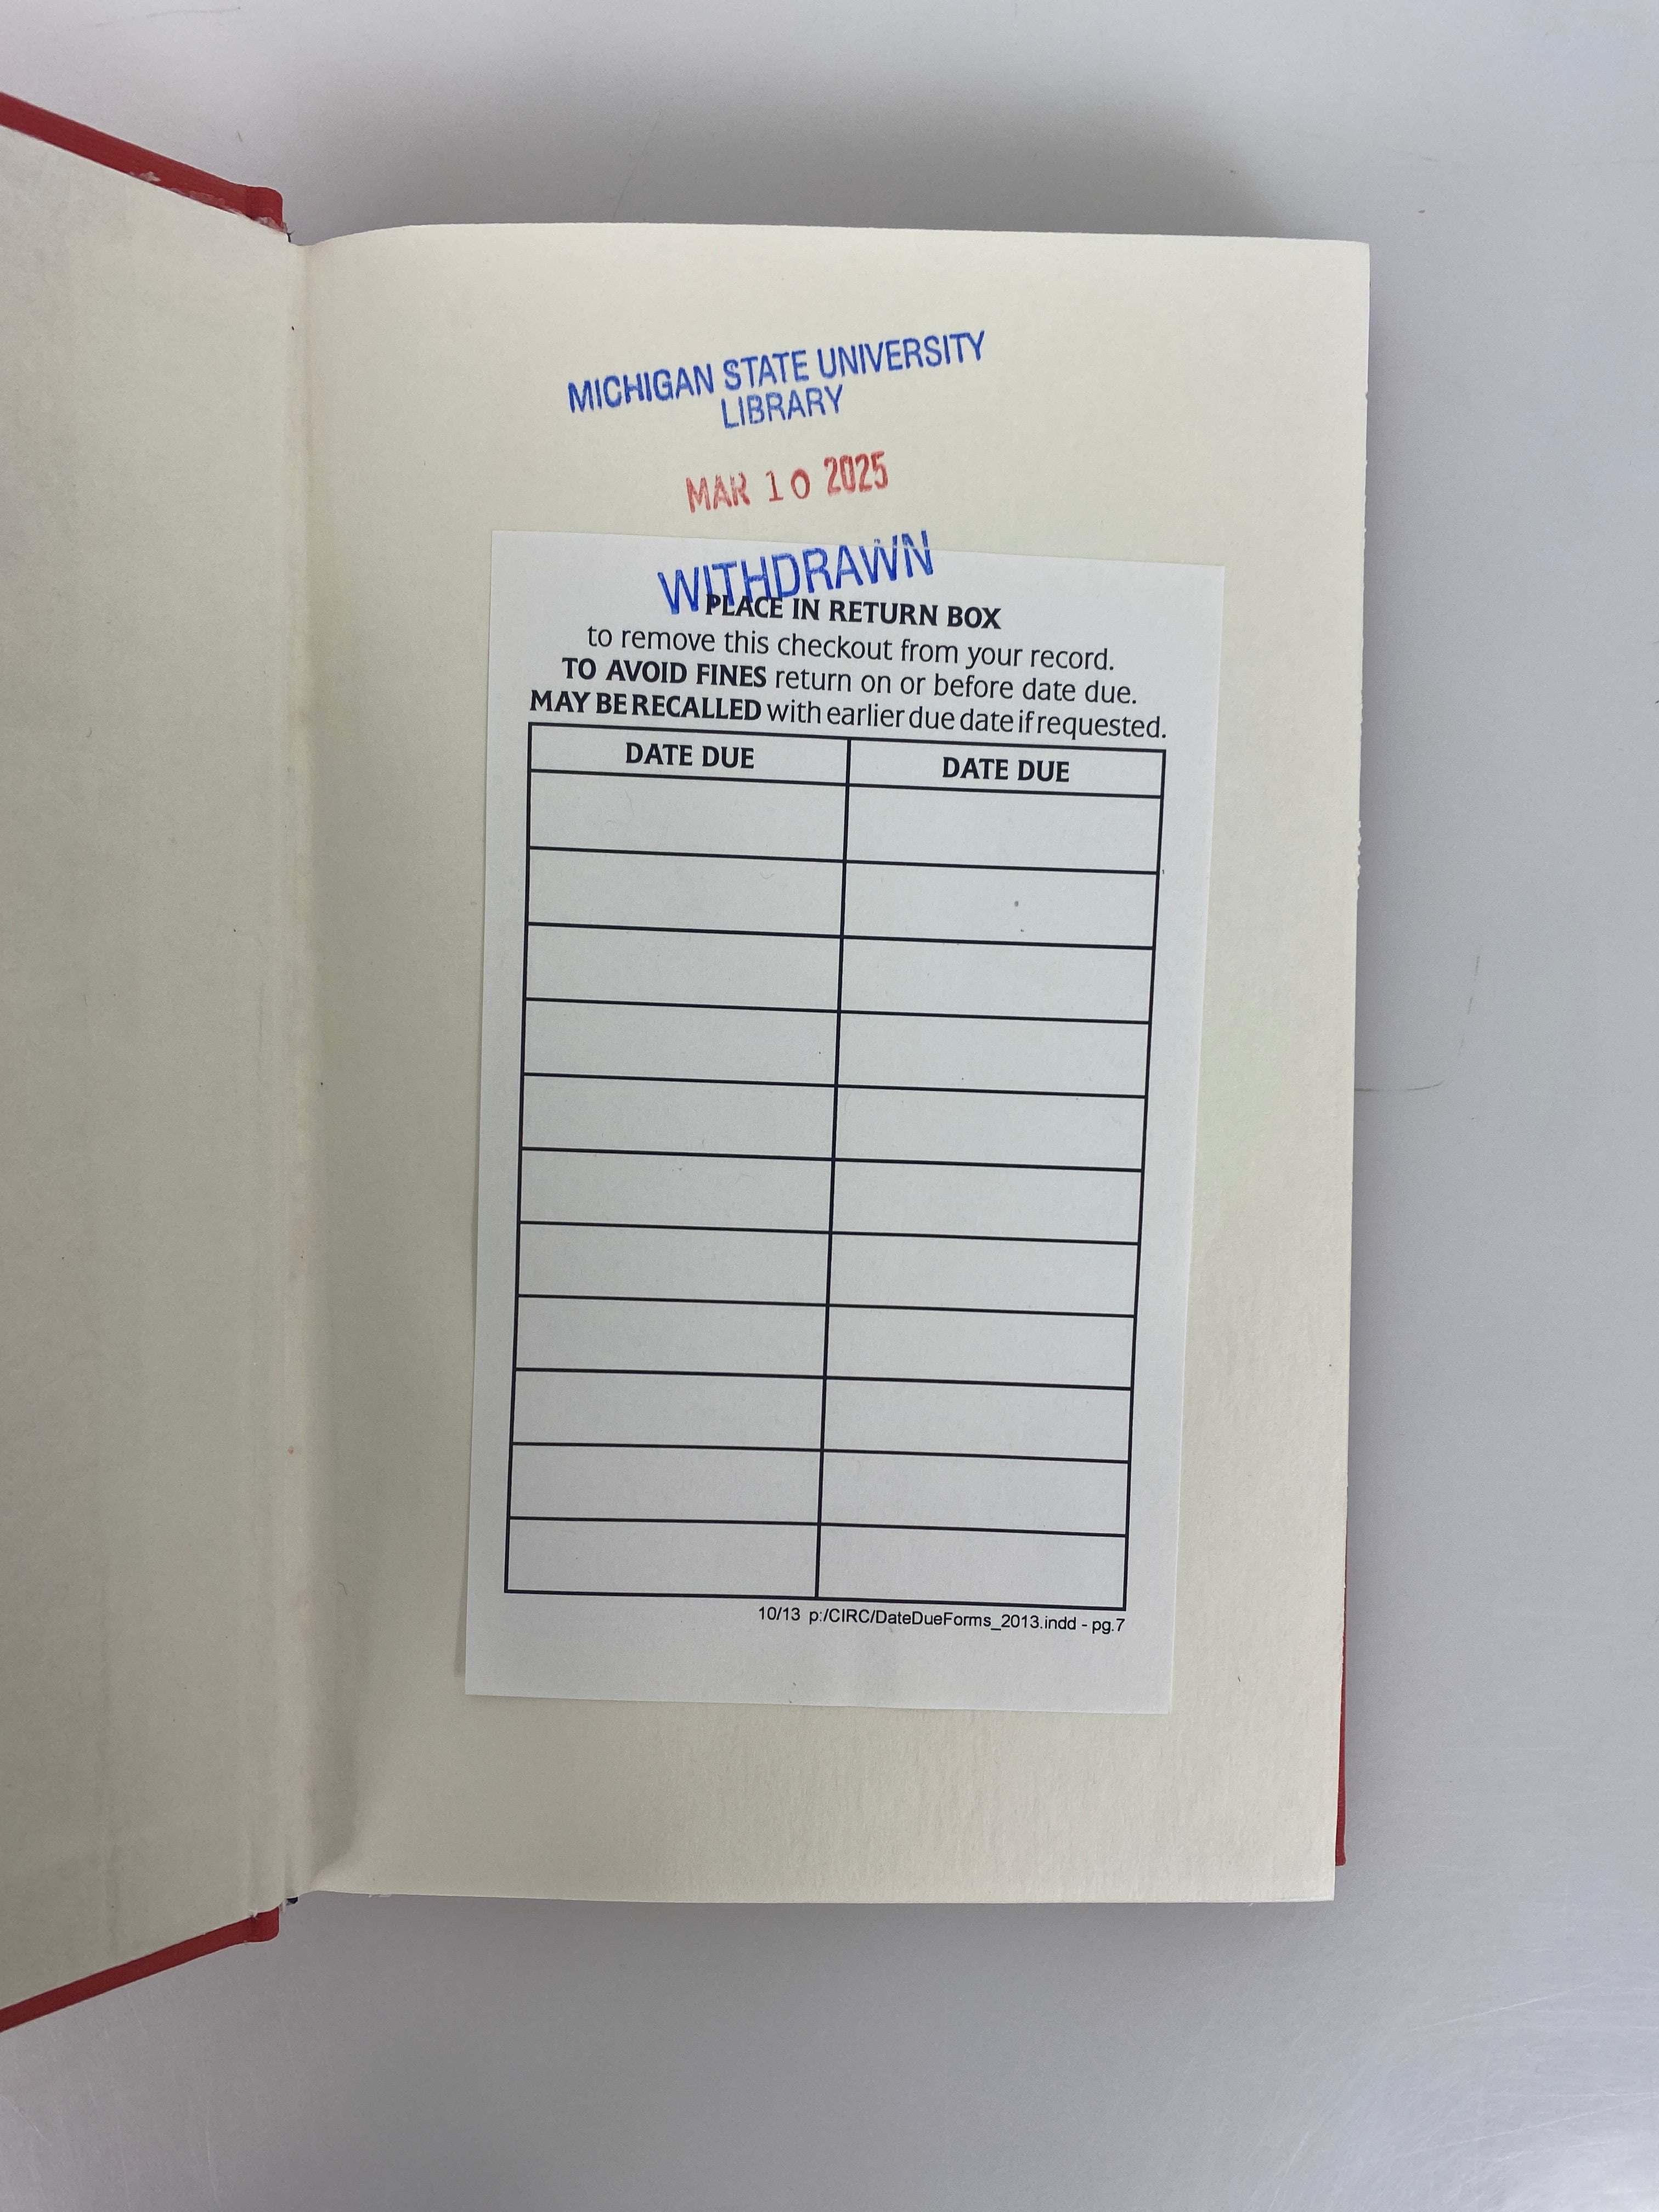 MICHIGAN STATE UNIVERSITY
LIBRARY
MAR 10 2025
WITHDRAWN
PLACE IN RETURN BOX
to remove this checkout from your record.
TO AVOID FINES return on or before date due.
MAY BE RECALLED with earlier due date if requested.
DATE DUE DATE DUE
10/13 p:/CIRC/DateDueForms_2013.indd - pg.7